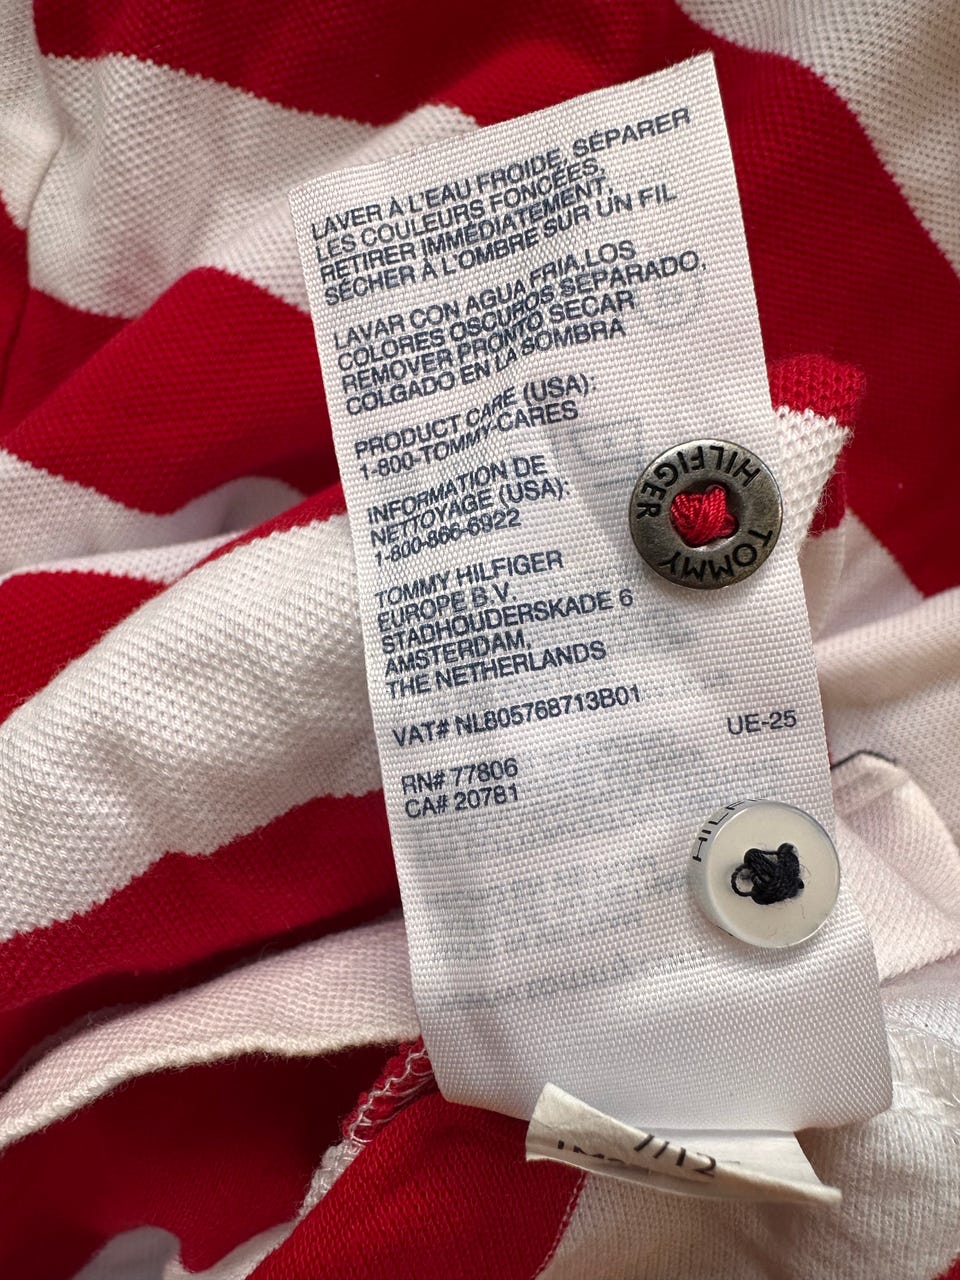 LAVER À L'EAU FROIDE, SÉPARER
LES COULEURS FONCÉES,
RETIRER IMMÉDIATEMENT,
SÉCHER À L'OMBRE SUR UN FIL
LAVAR CON AGUA FRIA,LOS
COLORES OSCUROS SEPARADO,
REMOVER PRONTO SECAR
COLGADO EN LA SOMBRA
PRODUCT CARE (USA):
1-800-TOMMY-CARES
INFORMATION DE
NETTOYAGE (USA):
1-800-866-6922
TOMMY HILFIGER
EUROPE B.V.
STADHOUDERSKADE 6
AMSTERDAM,
THE NETHERLANDS
VAT# NL805768713B01
UE-25
RN# 77806
CA# 20781
TOMMY HILFIGER
HILF
7/12